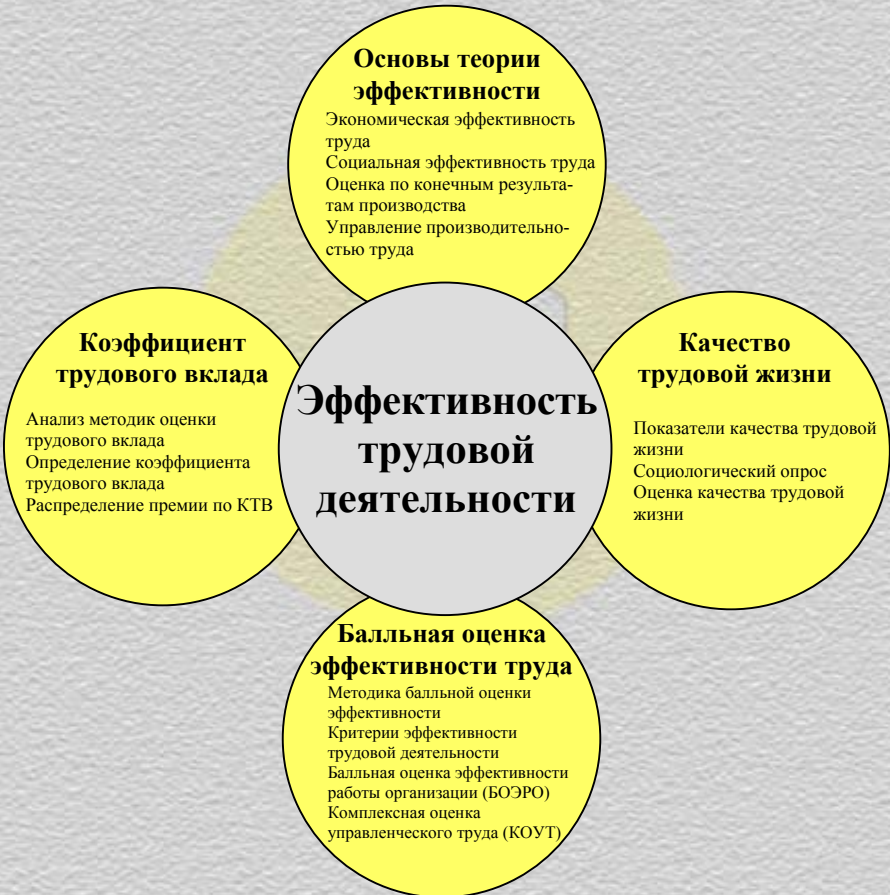 Основы теории
эффективности
Экономическая эффективность
труда
Социальная эффективность труда
Оценка по конечным результа-
там производства
Управление производительно-
стью труда
Коэффициент
трудового вклада
Анализ методик оценки
трудового вклада
Определение коэффициента
трудового вклада
Распределение премии по КТВ
Эффективность
трудовой
деятельности
Качество
трудовой жизни
Показатели качества трудовой
жизни
Социологический опрос
Оценка качества трудовой
жизни
Балльная оценка
эффективности труда
Методика балльной оценки
эффективности
Критерии эффективности
трудовой деятельности
Балльная оценка эффективности
работы организации (БОЭРО)
Комплексная оценка
управленческого труда (КОУТ)